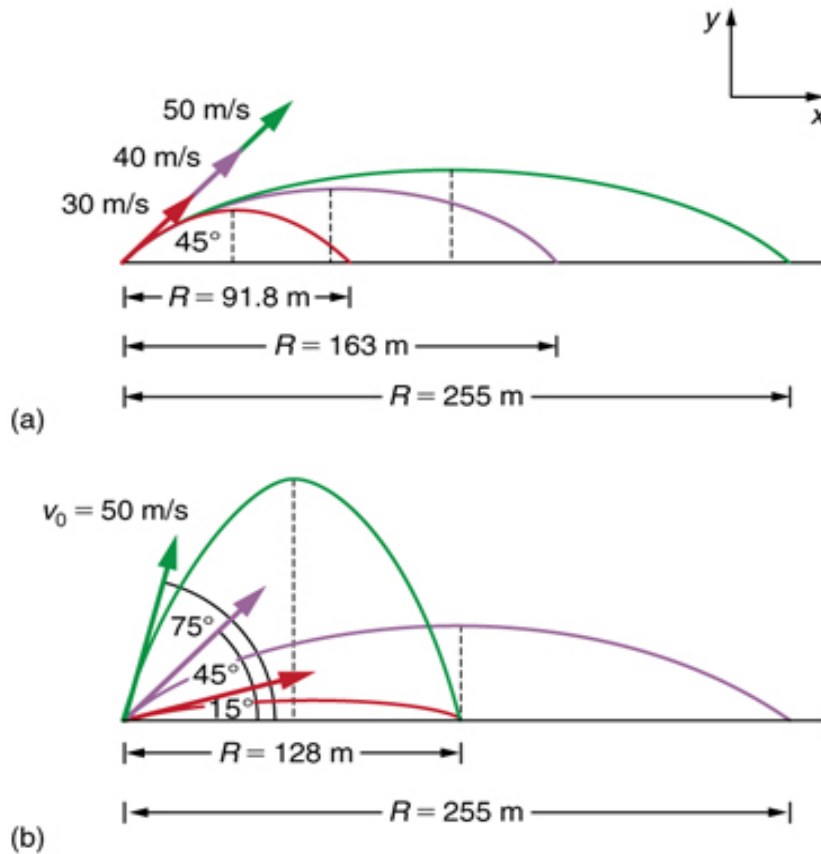 y
x
50 m/s
40 m/s
30 m/s
45°
R = 91.8 m
R = 163 m
R = 255 m
(a)
v₀ = 50 m/s
75°
45°
15°
R = 128 m
R = 255 m
(b)